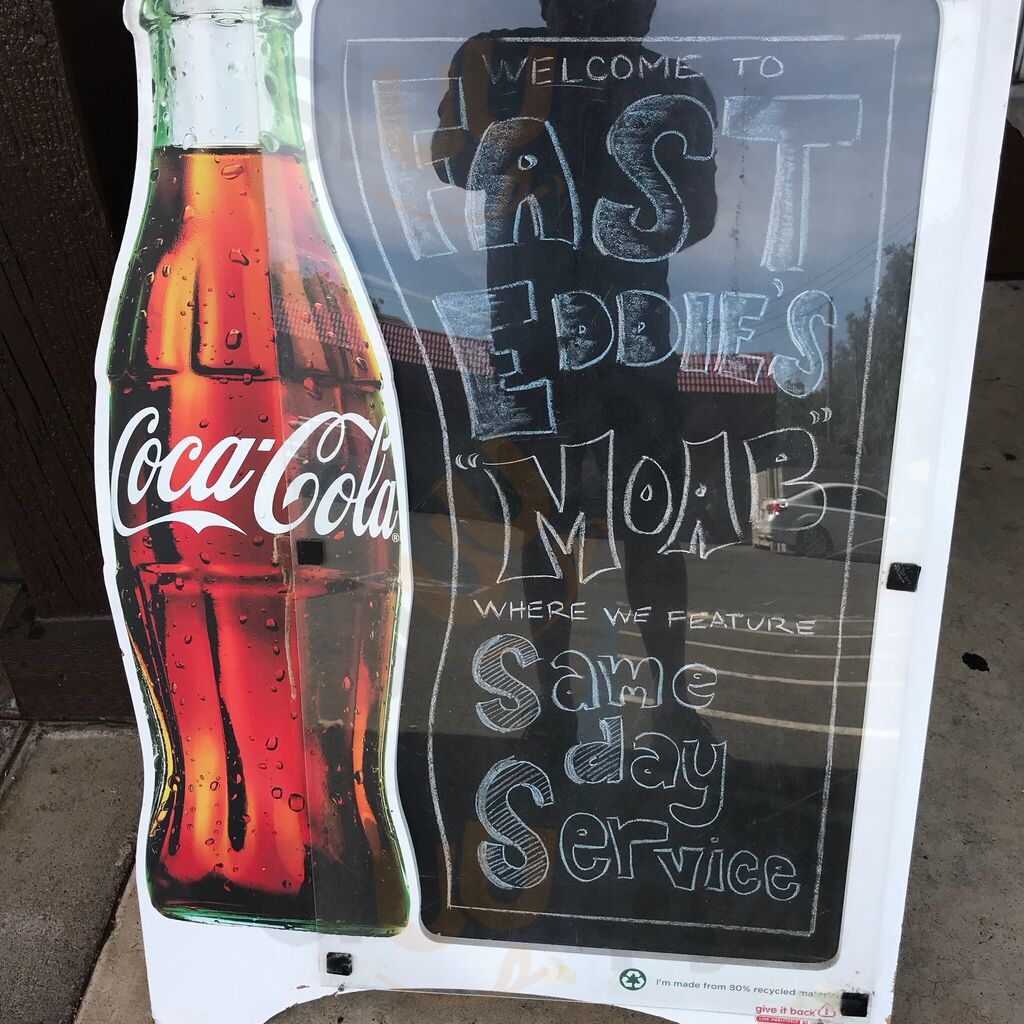 WELCOME TO
FAST
EDDIE'S
"MOAB"
WHERE WE FEATURE
Same
day
Service
Coca-Cola®
I'm made from 30% recycled
give it back